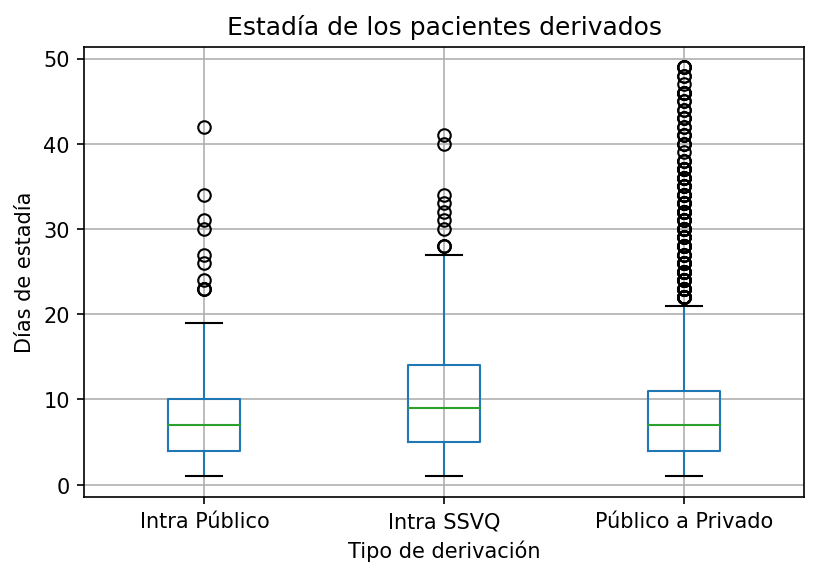 Estadía de los pacientes derivados
Días de estadía
50
40
30
20
10
0
Intra Público
Intra SSVQ
Público a Privado
Tipo de derivación